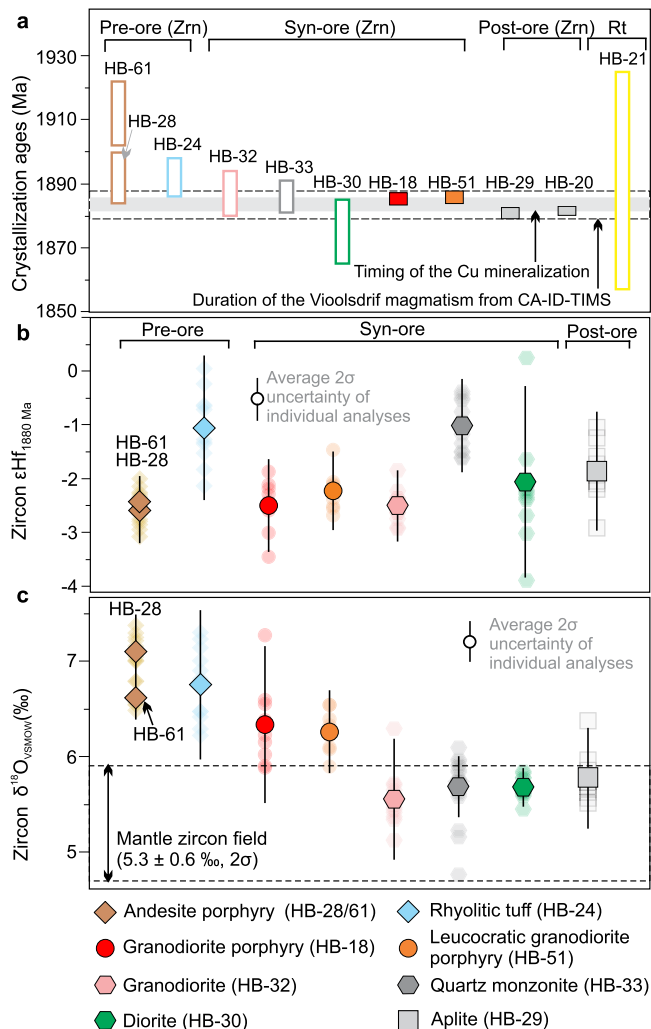 a
Pre-ore (Zrn) Syn-ore (Zrn) Post-ore (Zrn) Rt
1930
1910
1890
1870
1850
Crystallization ages (Ma)
HB-61
HB-28
HB-24
HB-32
HB-33
HB-30
HB-18
HB-51
HB-29
HB-20
HB-21
Timing of the Cu mineralization
Duration of the Vioolsdrif magmatism from CA-ID-TIMS
b
Pre-ore Syn-ore Post-ore
0
-1
-2
-3
-4
Zircon εHf1880 Ma
HB-61
HB-28
Average 2σ
uncertainty of
individual analyses
c
7
6
5
Zircon δ¹⁸OVSMOW(‰)
HB-28
HB-61
Average 2σ
uncertainty of
individual analyses
Mantle zircon field
(5.3 ± 0.6 ‰, 2σ)
Andesite porphyry (HB-28/61)
Rhyolitic tuff (HB-24)
Granodiorite porphyry (HB-18)
Leucocratic granodiorite
porphyry (HB-51)
Granodiorite (HB-32)
Quartz monzonite (HB-33)
Diorite (HB-30)
Aplite (HB-29)